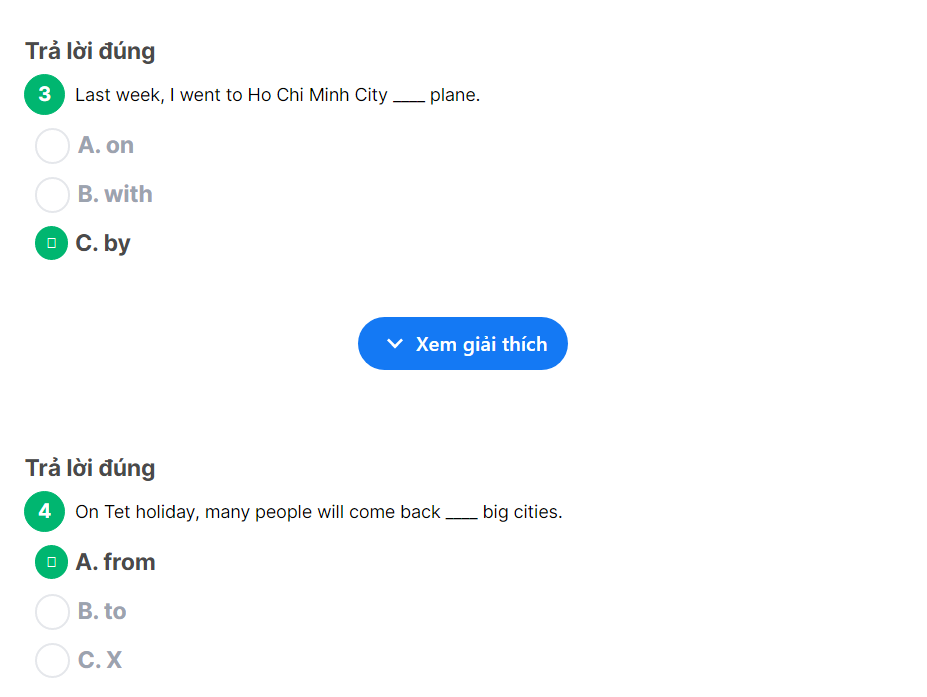 Trả lời đúng
3 Last week, I went to Ho Chi Minh City ____ plane.
A. on
B. with
C. by
Xem giải thích
Trả lời đúng
4 On Tet holiday, many people will come back ____ big cities.
A. from
B. to
C. X